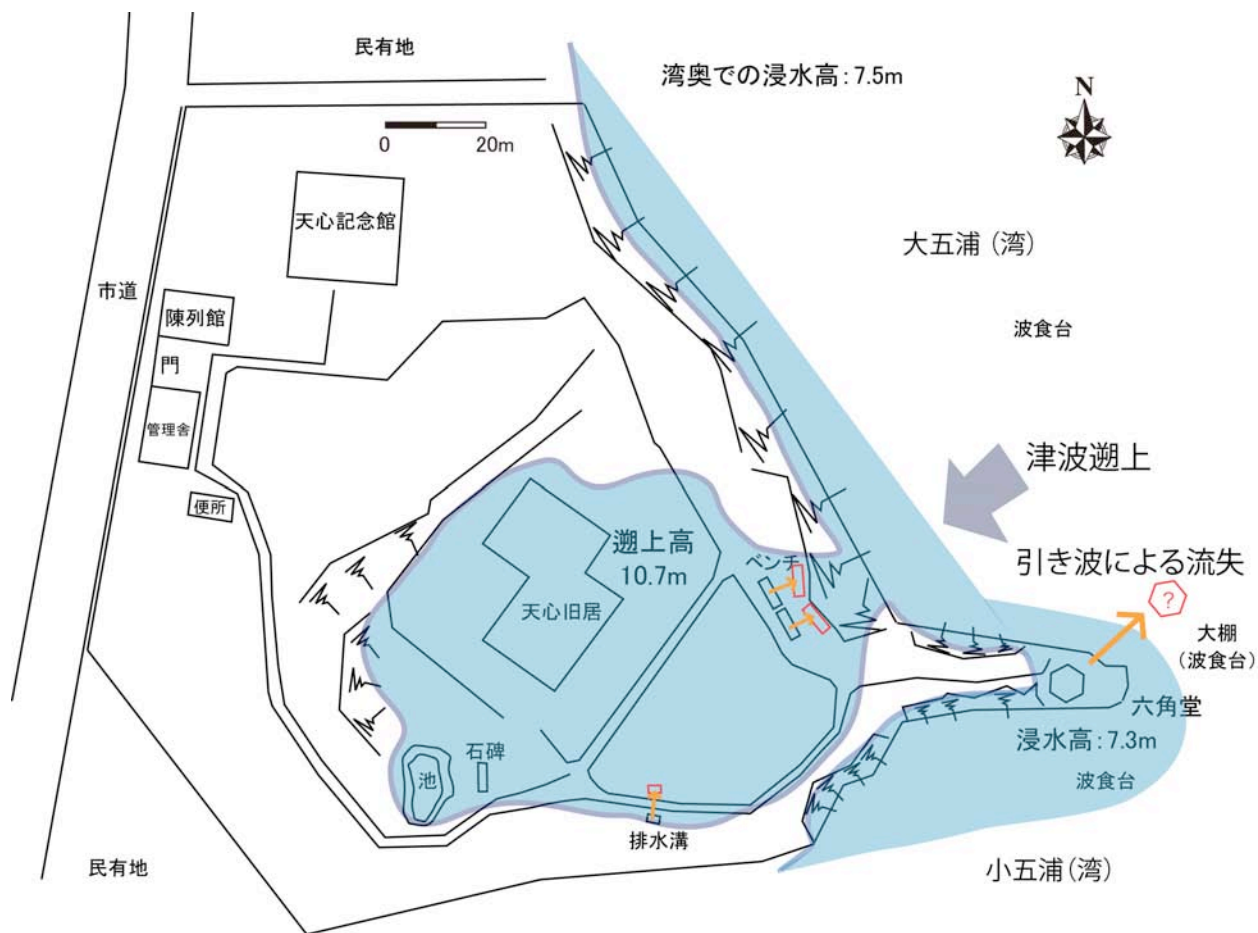 民有地
湾奥での浸水高：7.5m
N
0 20m
天心記念館
大五浦（湾）
市道
陳列館
波食台
門
管理舎
津波遡上
便所
遡上高
10.7m
ベンチ
引き波による流失
?
天心旧居
大棚
（波食台）
六角堂
浸水高：7.3m
石碑
池
波食台
排水溝
民有地
小五浦（湾）